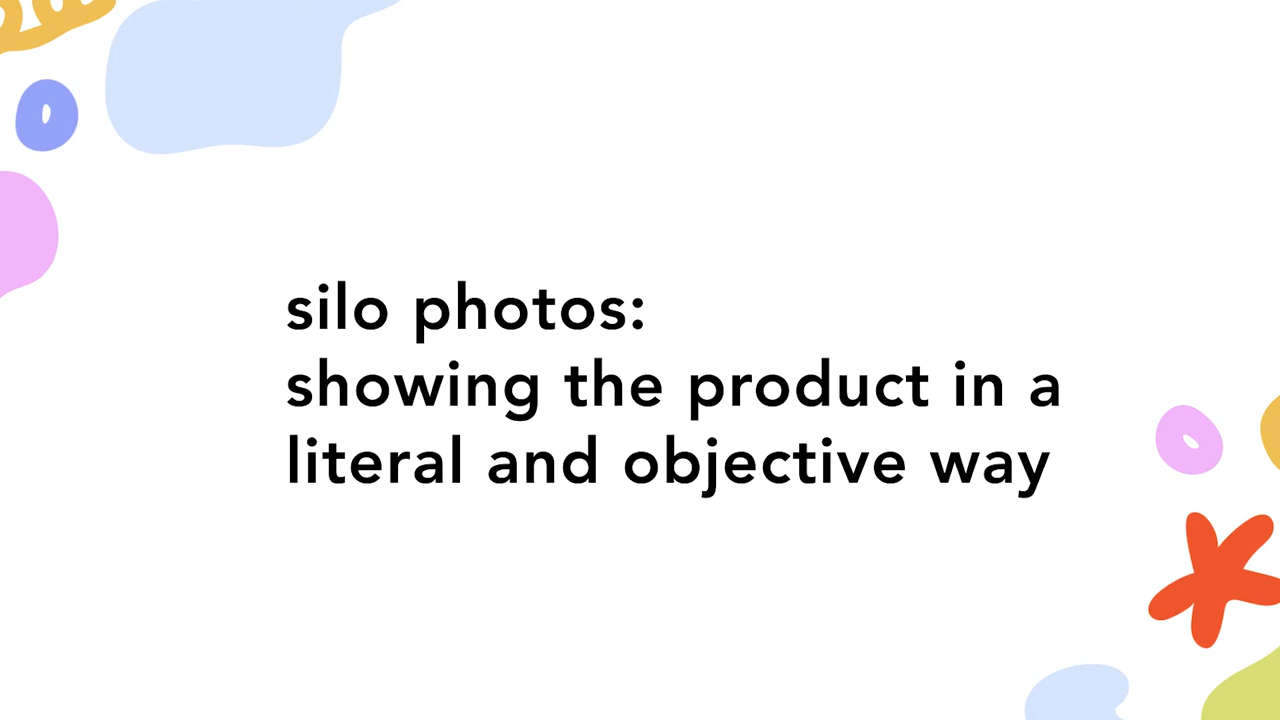 silo photos:
showing the product in a
literal and objective way